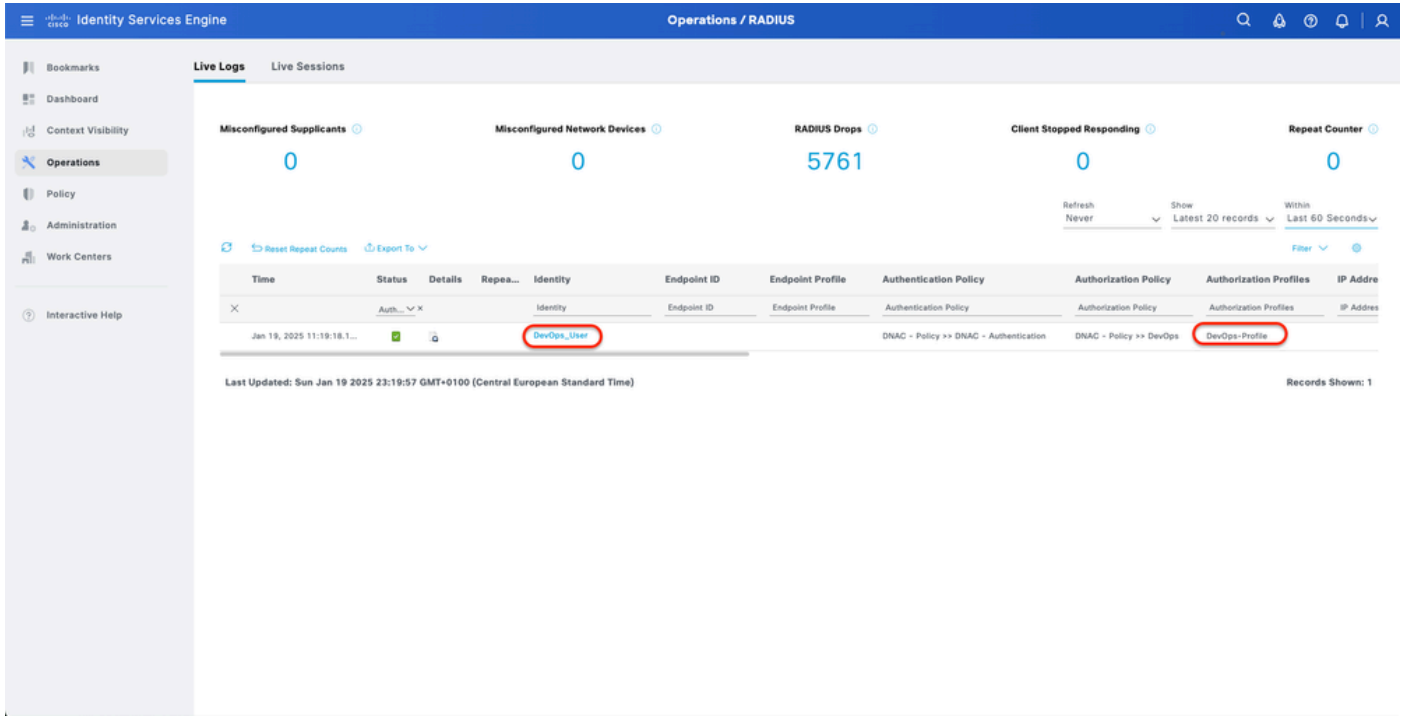 cisco Identity Services Engine
Operations / RADIUS
Bookmarks
Dashboard
Context Visibility
Operations
Policy
Administration
Work Centers
Interactive Help
Live Logs Live Sessions
Misconfigured Supplicants Misconfigured Network Devices RADIUS Drops Client Stopped Responding Repeat Counter
0 0 5761 0 0
Refresh Show Within
Never Latest 20 records Last 60 Seconds
Reset Repeat Counts Export To Filter
Time Status Details Repea... Identity Endpoint ID Endpoint Profile Authentication Policy Authorization Policy Authorization Profiles IP Addre
Auth... Identity Endpoint ID Endpoint Profile Authentication Policy Authorization Policy Authorization Profiles IP Addres
Jan 19, 2025 11:19:18.1... DevOps_User DNAC - Policy >> DNAC - Authentication DNAC - Policy >> DevOps DevOps-Profile
Last Updated: Sun Jan 19 2025 23:19:57 GMT+0100 (Central European Standard Time) Records Shown: 1